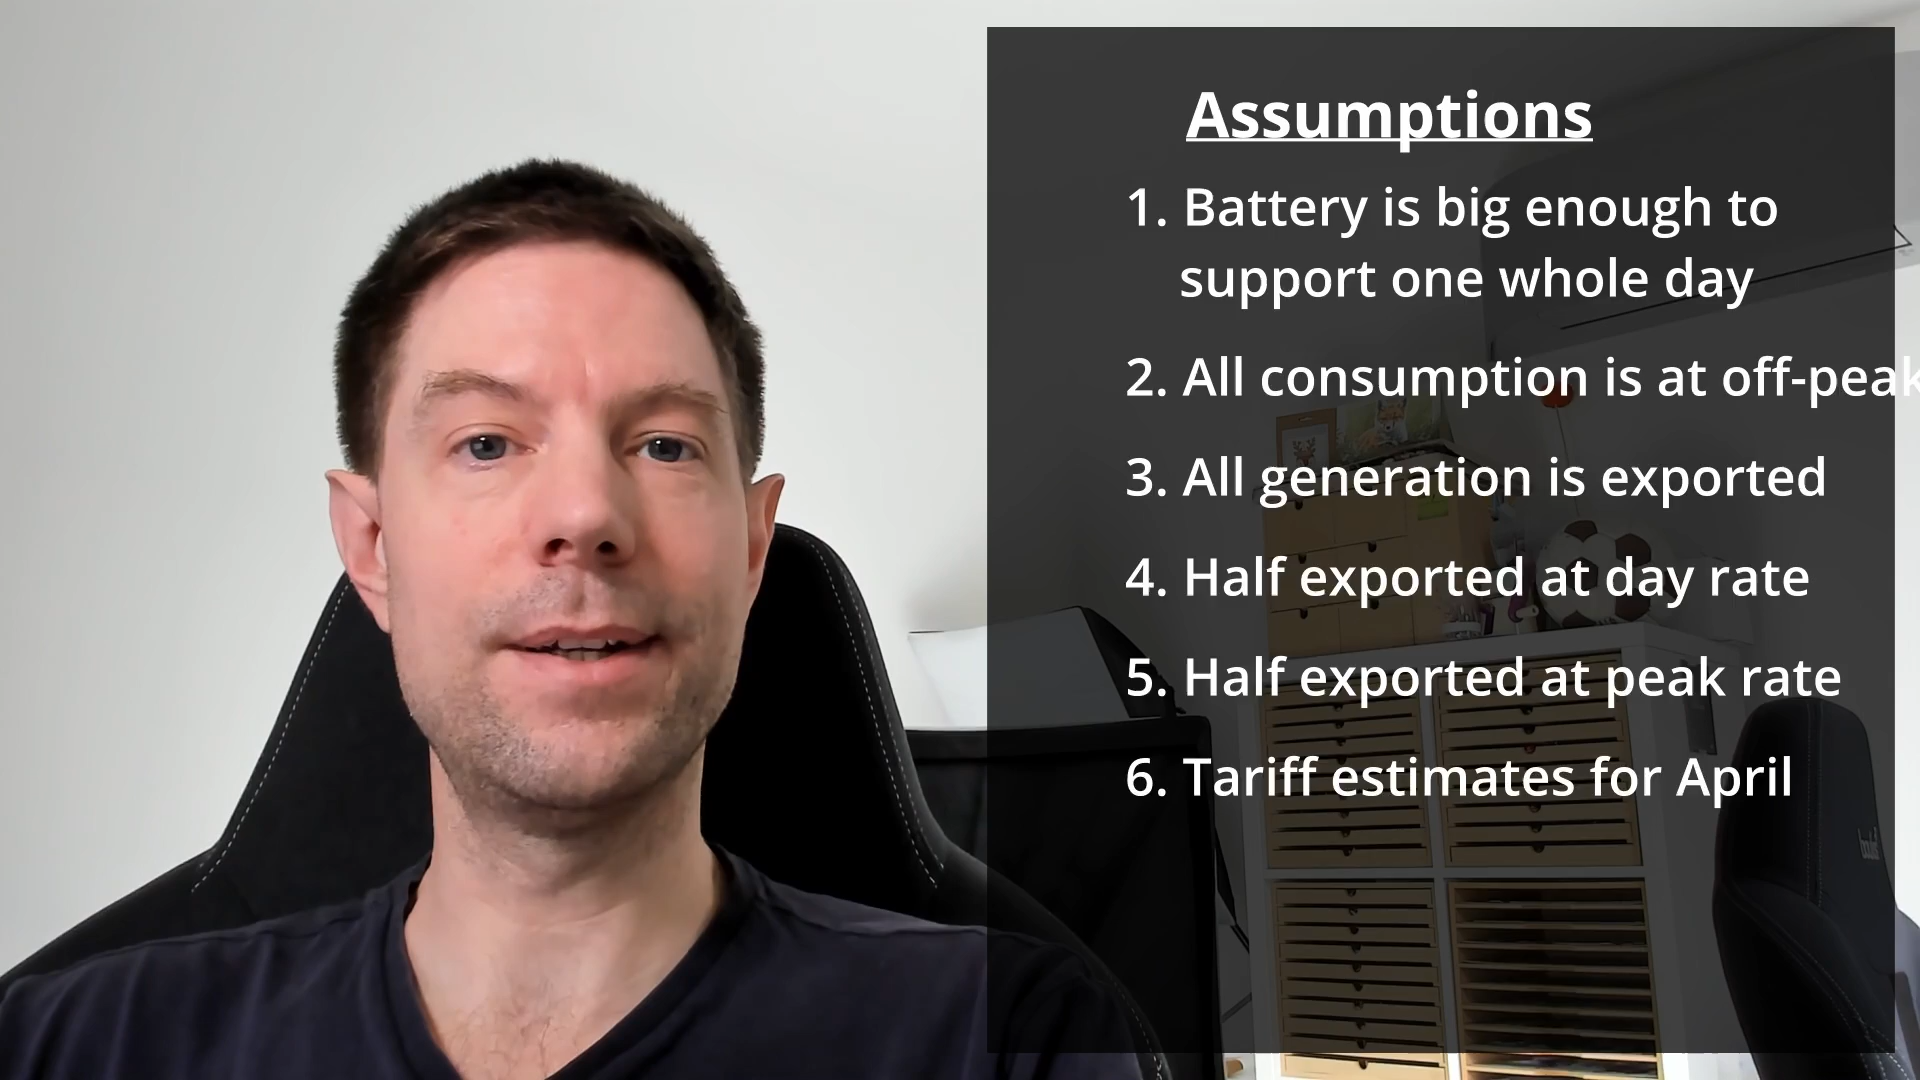 Assumptions
1. Battery is big enough to
support one whole day
2. All consumption is at off-peak
3. All generation is exported
4. Half exported at day rate
5. Half exported at peak rate
6. Tariff estimates for April